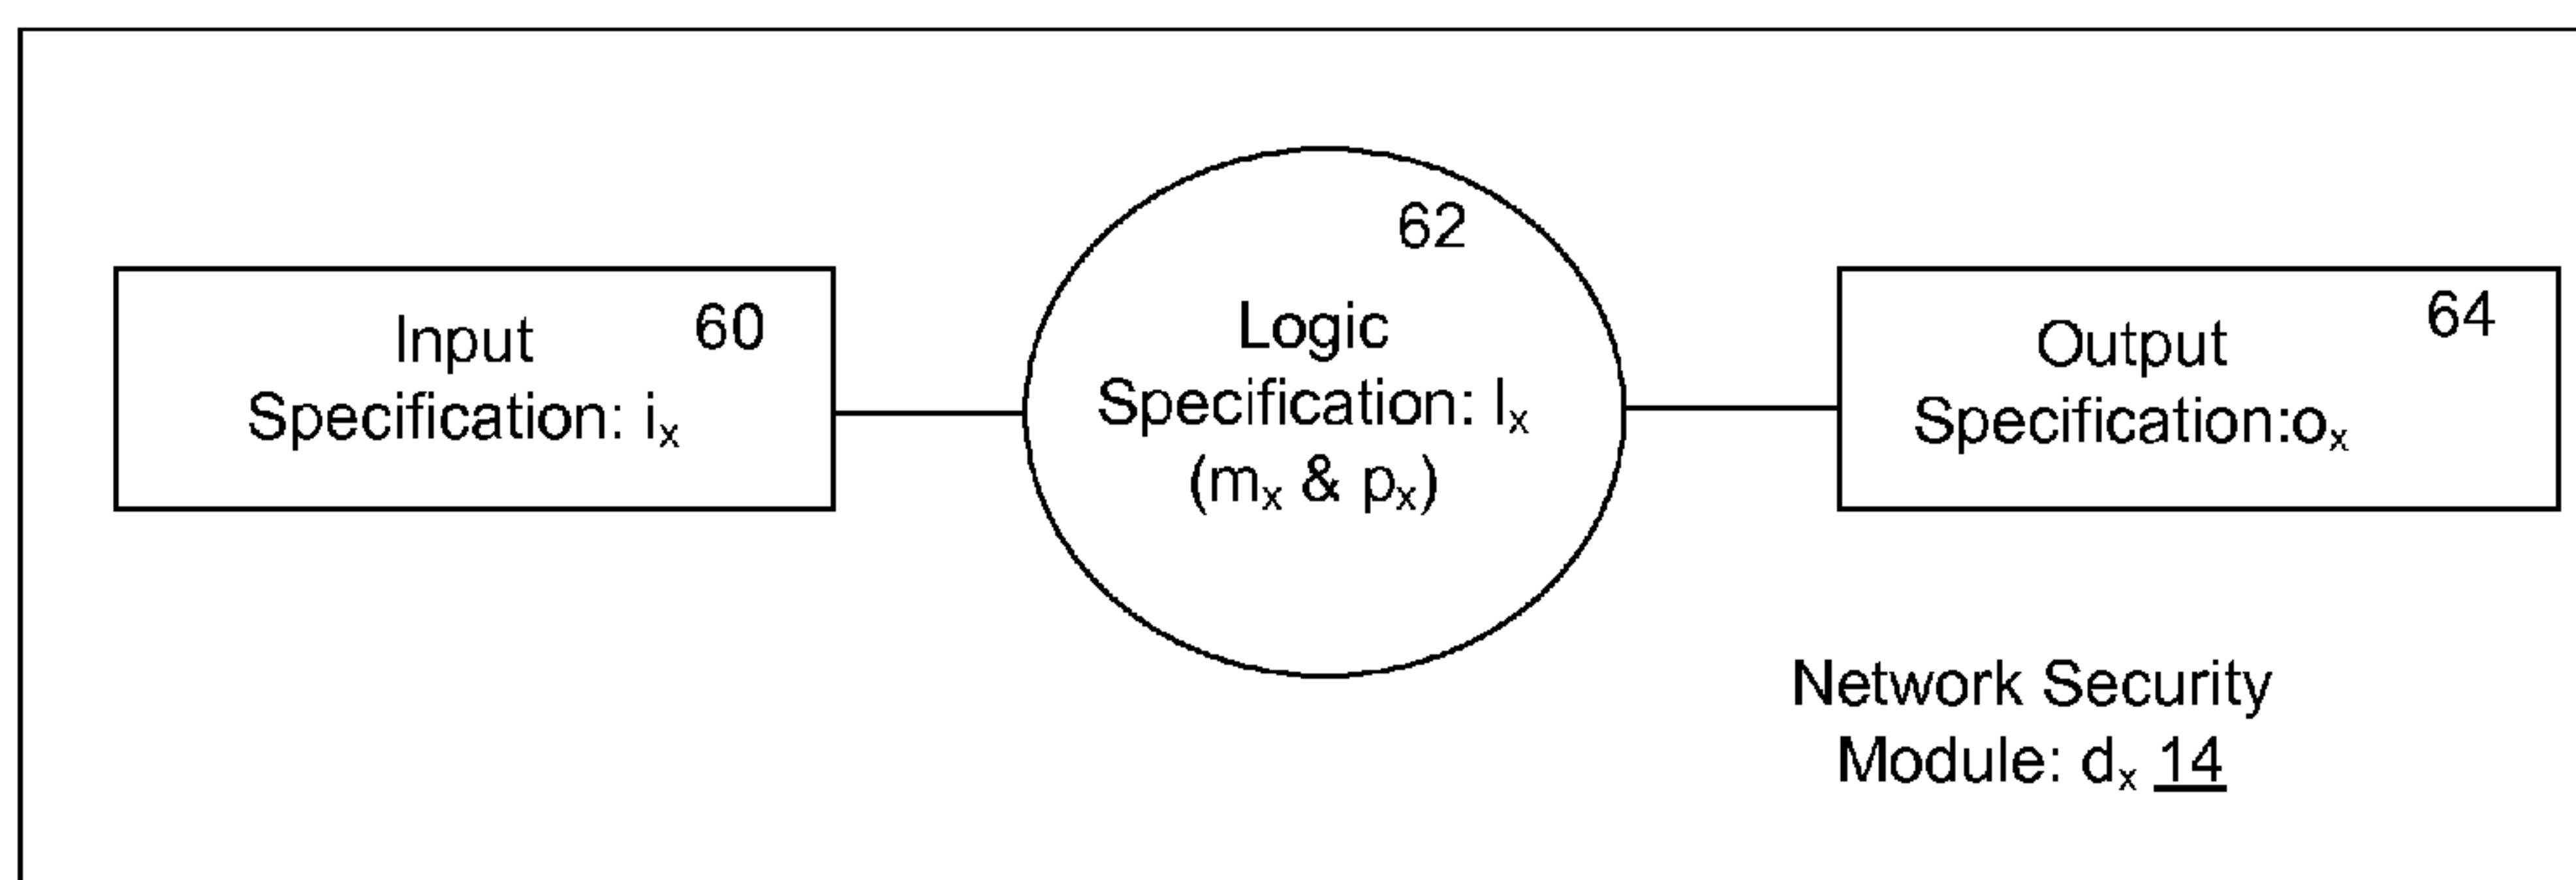 60
Input
Specification: iₓ
62
Logic
Specification: lₓ
(mₓ & pₓ)
64
Output
Specification:oₓ
Network Security
Module: dₓ 14